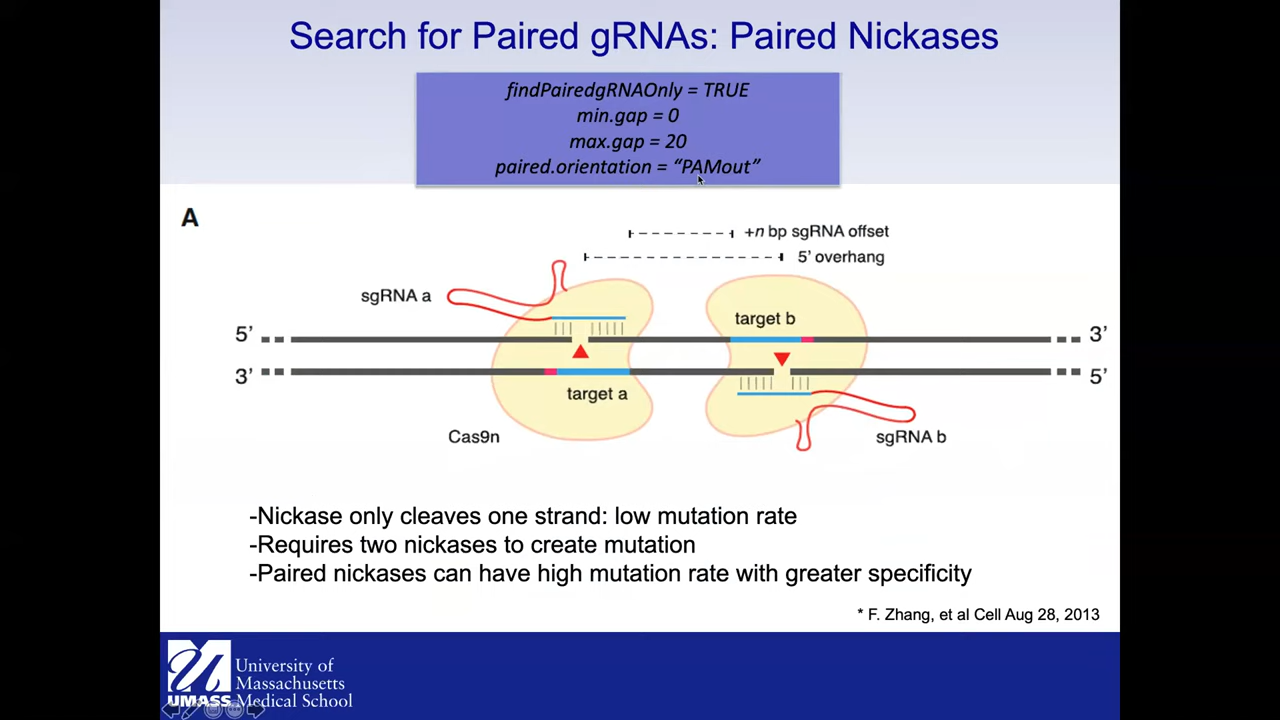 Search for Paired gRNAs: Paired Nickases
findPairedgRNAOnly = TRUE
min.gap = 0
max.gap = 20
paired.orientation = “PAMout”
A
+n bp sgRNA offset
5’ overhang
sgRNA a
target b
5’
3’
3’
5’
target a
Cas9n
sgRNA b
-Nickase only cleaves one strand: low mutation rate
-Requires two nickases to create mutation
-Paired nickases can have high mutation rate with greater specificity
* F. Zhang, et al Cell Aug 28, 2013
University of
Massachusetts
UMASS Medical School